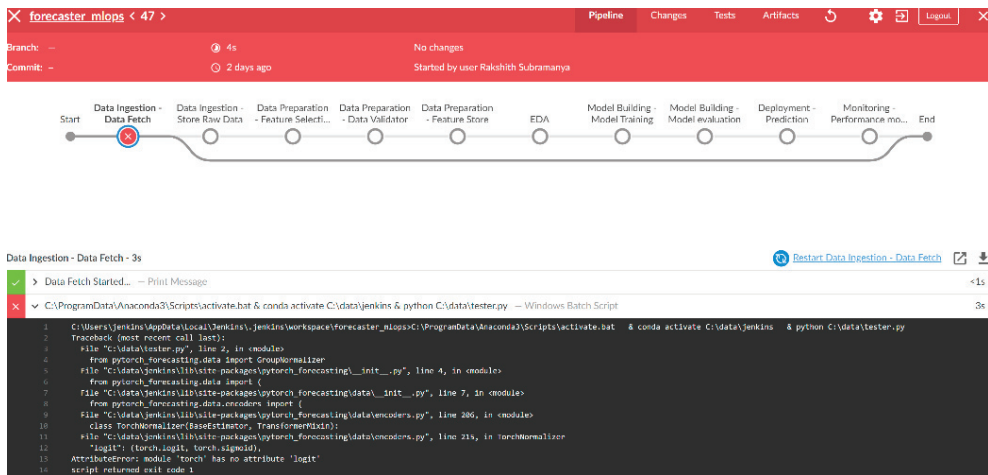 forecaster_mlops < 47 >
Pipeline Changes Tests Artifacts Logout
Branch: — 4s No changes
Commit: — 2 days ago Started by user Rakshith Subramanya
Start
Data Ingestion -
Data Fetch
Data Ingestion -
Store Raw Data
Data Preparation
- Feature Selecti...
Data Preparation
- Data Validator
Data Preparation
- Feature Store
EDA
Model Building -
Model Training
Model Building -
Model evaluation
Deployment -
Prediction
Monitoring -
Performance mo...
End
Data Ingestion - Data Fetch - 3s
Restart Data Ingestion - Data Fetch
Data Fetch Started... — Print Message <1s
C:\ProgramData\Anaconda3\Scripts\activate.bat & conda activate C:\data\jenkins & python C:\data\tester.py — Windows Batch Script 3s
1 C:\Users\jenkins\AppData\Local\Jenkins\.jenkins\workspace\forecaster_mlops>C:\ProgramData\Anaconda3\Scripts\activate.bat & conda activate C:\data\jenkins & python C:\data\tester.py
2 Traceback (most recent call last):
3 File "C:\data\tester.py", line 2, in <module>
4 from pytorch_forecasting.data import GroupNormalizer
5 File "C:\data\jenkins\lib\site-packages\pytorch_forecasting\__init__.py", line 4, in <module>
6 from pytorch_forecasting.data import (
7 File "C:\data\jenkins\lib\site-packages\pytorch_forecasting\data\__init__.py", line 7, in <module>
8 from pytorch_forecasting.data.encoders import (
9 File "C:\data\jenkins\lib\site-packages\pytorch_forecasting\data\encoders.py", line 206, in <module>
10 class TorchNormalizer(BaseEstimator, TransformerMixin):
11 File "C:\data\jenkins\lib\site-packages\pytorch_forecasting\data\encoders.py", line 215, in TorchNormalizer
12 "logit": (torch.logit, torch.sigmoid),
13 AttributeError: module 'torch' has no attribute 'logit'
14 script returned exit code 1